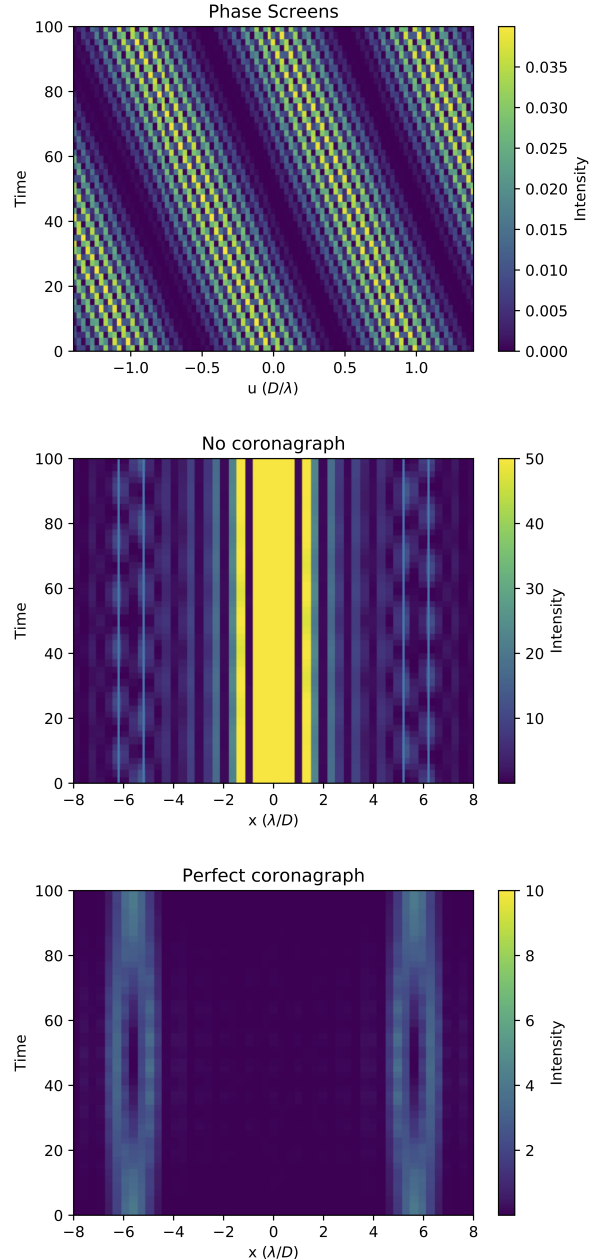 Phase Screens
100
80
60
40
20
0
Time
−1.0 −0.5 0.0 0.5 1.0
u (D/λ)
0.035
0.030
0.025
0.020
0.015
0.010
0.005
0.000
Intensity
No coronagraph
100
80
60
40
20
0
Time
−8 −6 −4 −2 0 2 4 6 8
x (λ/D)
50
40
30
20
10
Intensity
Perfect coronagraph
100
80
60
40
20
0
Time
−8 −6 −4 −2 0 2 4 6 8
x (λ/D)
10
8
6
4
2
Intensity